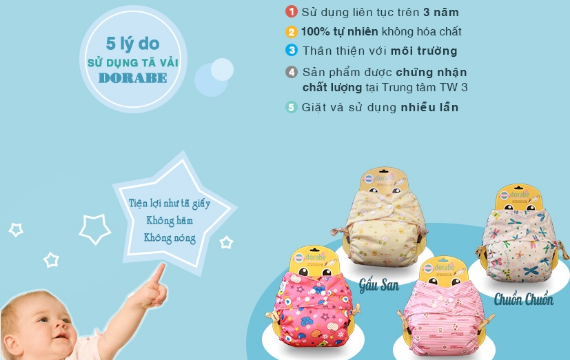 5 lý do
SỬ DỤNG TÃ VẢI
DORABE
1 Sử dụng liên tục trên 3 năm
2 100% tự nhiên không hóa chất
3 Thân thiện với môi trường
4 Sản phẩm được chứng nhận
chất lượng tại Trung tâm TW 3
5 Giặt và sử dụng nhiều lần
Tiện lợi như tã giấy
Không hăm
Không nóng
Gấu San
Chuồn Chuồn
dorabe
dorabe